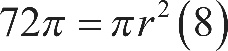 72π = πr²(8)